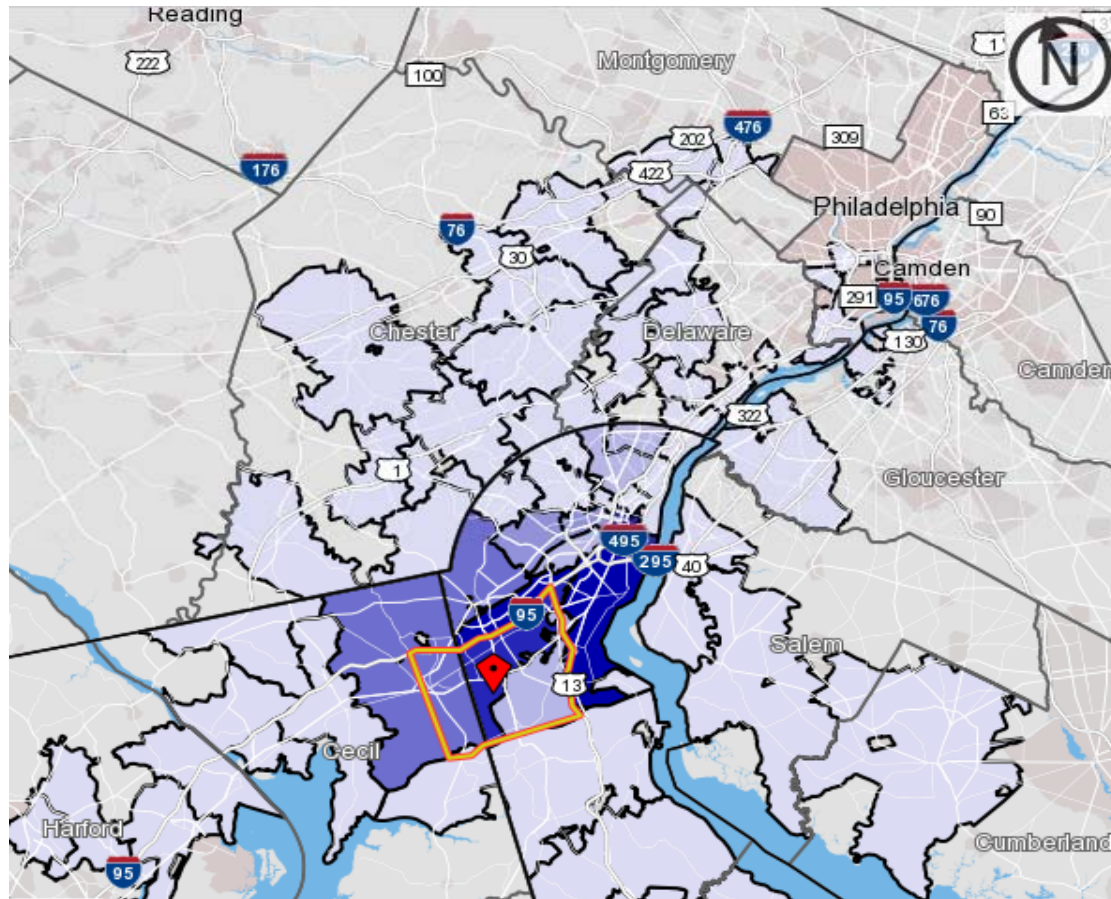 Reading
222
100
Montgomery
1
N
176
476
202
309
63
422
76
30
Philadelphia
90
Camden
291
95
676
76
130
Chester
Delaware
Camden
322
1
Gloucester
495
295
40
95
Salem
13
Cecil
Harford
95
Cumberland